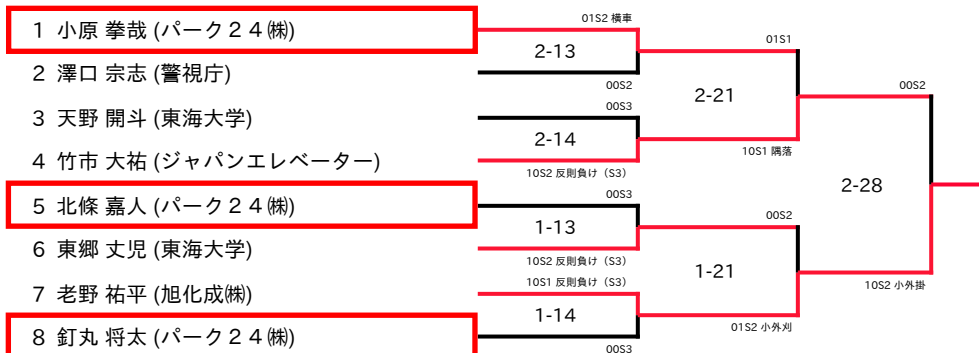 1 小原 拳哉 (パーク２４㈱)
2 澤口 宗志 (警視庁)
3 天野 開斗 (東海大学)
4 竹市 大祐 (ジャパンエレベーター)
5 北條 嘉人 (パーク２４㈱)
6 東郷 丈児 (東海大学)
7 老野 祐平 (旭化成㈱)
8 釘丸 将太 (パーク２４㈱)
01S2 横車
2-13
00S2
00S3
2-14
10S2 反則負け（S3）
00S3
1-13
10S2 反則負け（S3）
10S1 反則負け（S3）
1-14
00S3
01S1
2-21
10S1 隅落
00S2
1-21
01S2 小外刈
00S2
2-28
10S2 小外掛